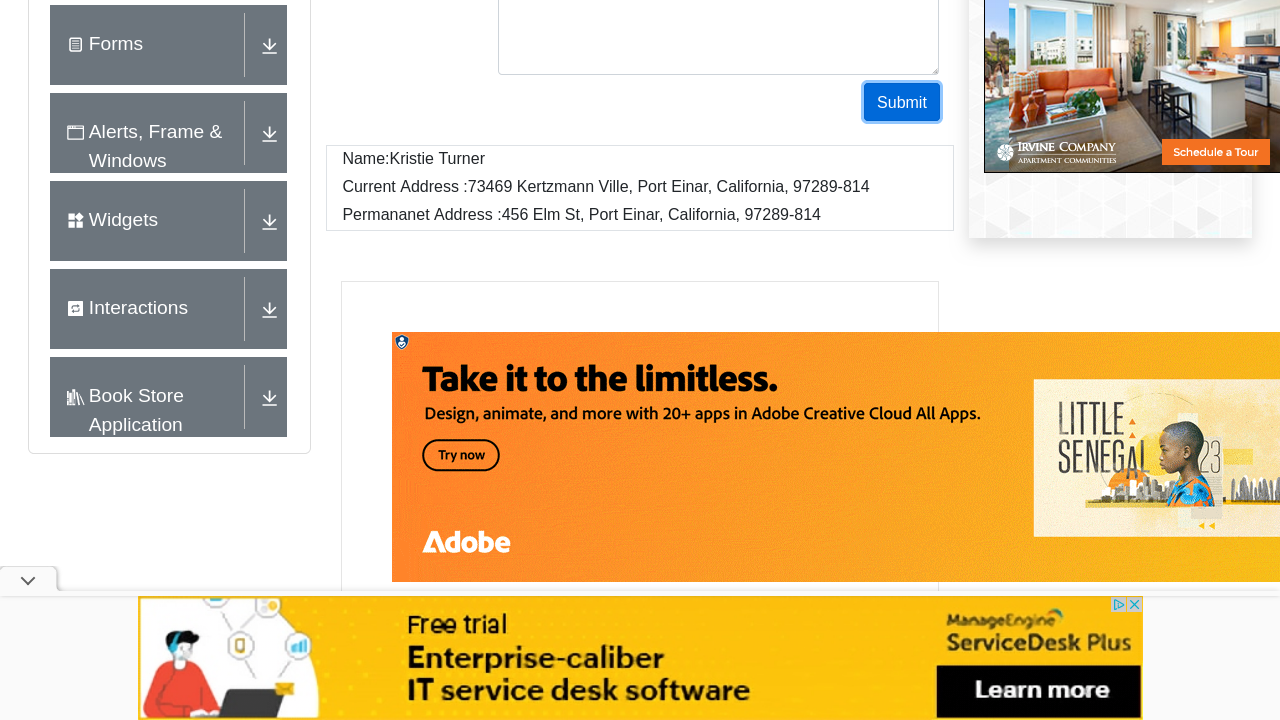 Forms
Alerts, Frame &
Windows
Widgets
Interactions
Book Store
Application
Submit
Name:Kristie Turner
Current Address :73469 Kertzmann Ville, Port Einar, California, 97289-814
Permananet Address :456 Elm St, Port Einar, California, 97289-814
IRVINE COMPANY
APARTMENT COMMUNITIES
Schedule a Tour
Take it to the limitless.
Design, animate, and more with 20+ apps in Adobe Creative Cloud All Apps.
Try now
Adobe
LITTLE
SENEGAL 23
Free trial
Enterprise-caliber
IT service desk software
ManageEngine
ServiceDesk Plus
Learn more